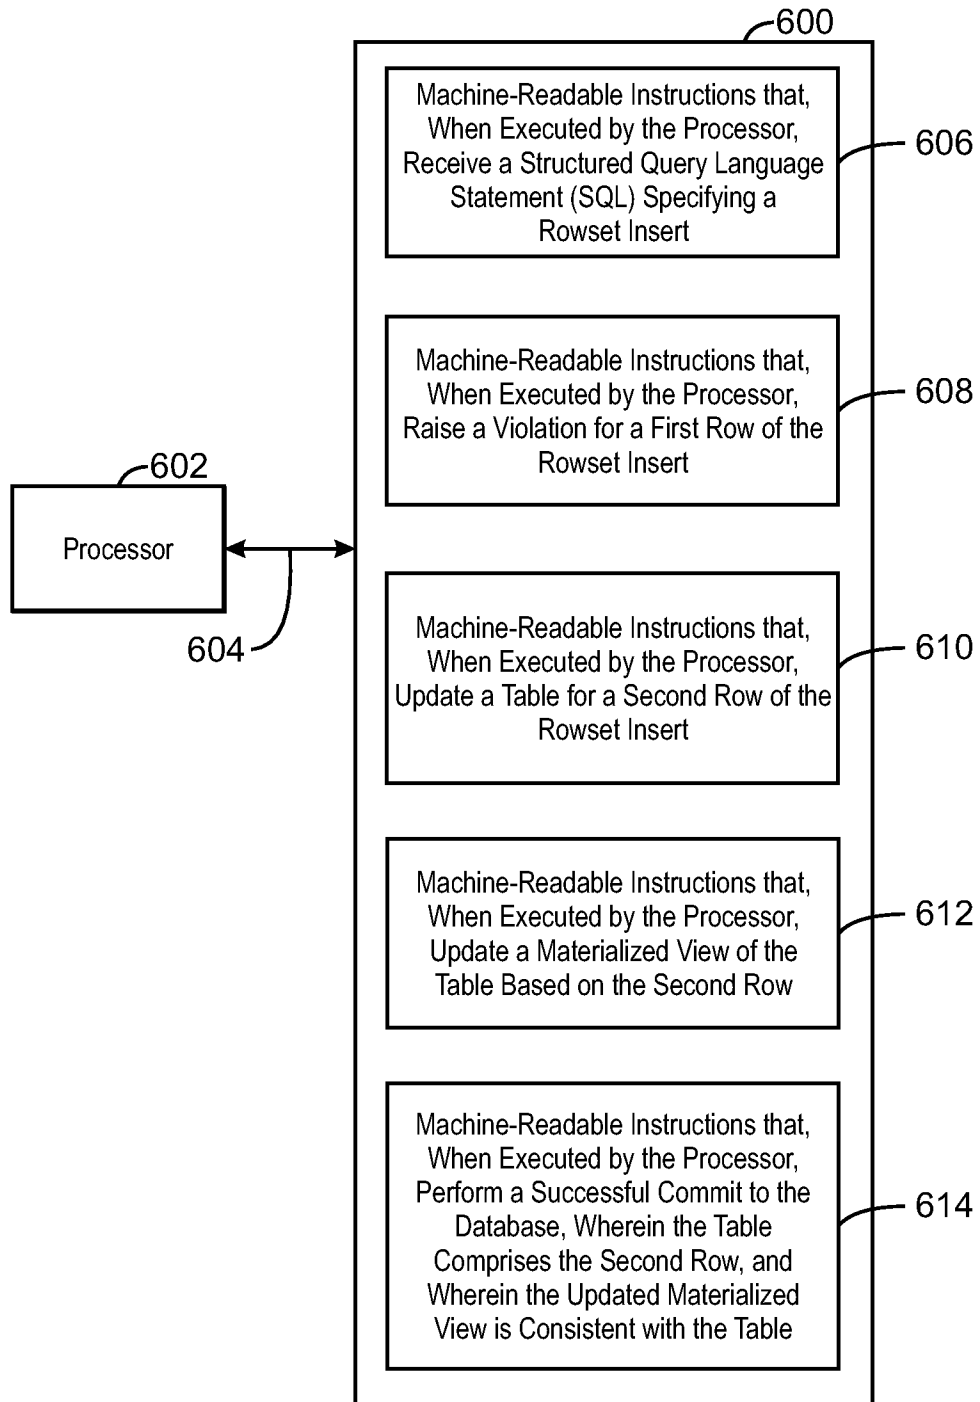 600
Machine-Readable Instructions that,
When Executed by the Processor,
Receive a Structured Query Language
Statement (SQL) Specifying a
Rowset Insert
606
Machine-Readable Instructions that,
When Executed by the Processor,
Raise a Violation for a First Row of the
Rowset Insert
608
602
Processor
604
Machine-Readable Instructions that,
When Executed by the Processor,
Update a Table for a Second Row of the
Rowset Insert
610
Machine-Readable Instructions that,
When Executed by the Processor,
Update a Materialized View of the
Table Based on the Second Row
612
Machine-Readable Instructions that,
When Executed by the Processor,
Perform a Successful Commit to the
Database, Wherein the Table
Comprises the Second Row, and
Wherein the Updated Materialized
View is Consistent with the Table
614